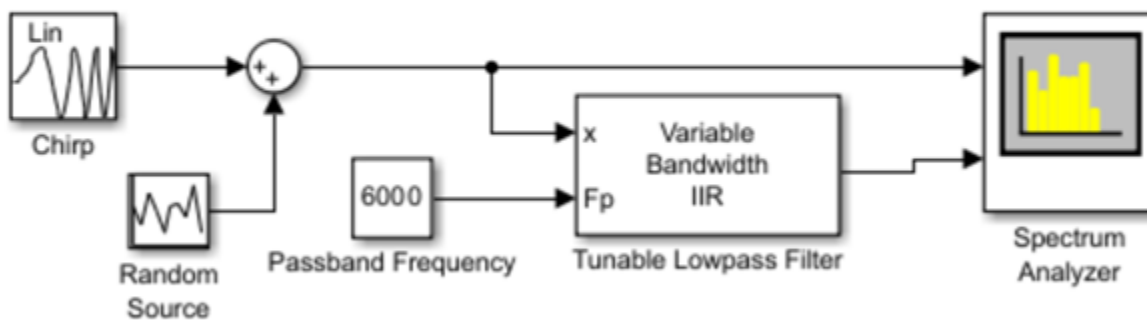 Lin
Chirp
+
+
Random
Source
6000
Passband Frequency
x
Fp
Variable
Bandwidth
IIR
Tunable Lowpass Filter
Spectrum
Analyzer